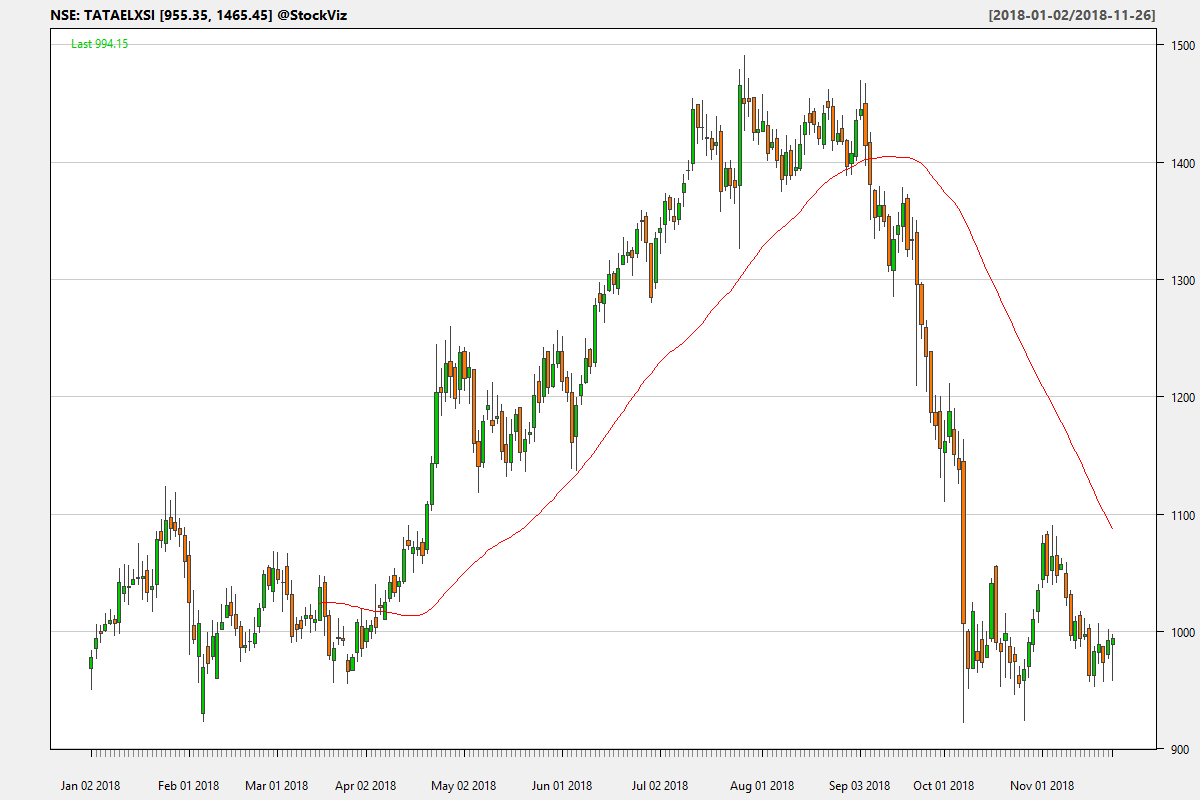 NSE: TATAELXSI [955.35, 1465.45] @StockViz [2018-01-02/2018-11-26]
Last 994.15
1500
1400
1300
1200
1100
1000
900
Jan 02 2018 Feb 01 2018 Mar 01 2018 Apr 02 2018 May 02 2018 Jun 01 2018 Jul 02 2018 Aug 01 2018 Sep 03 2018 Oct 01 2018 Nov 01 2018